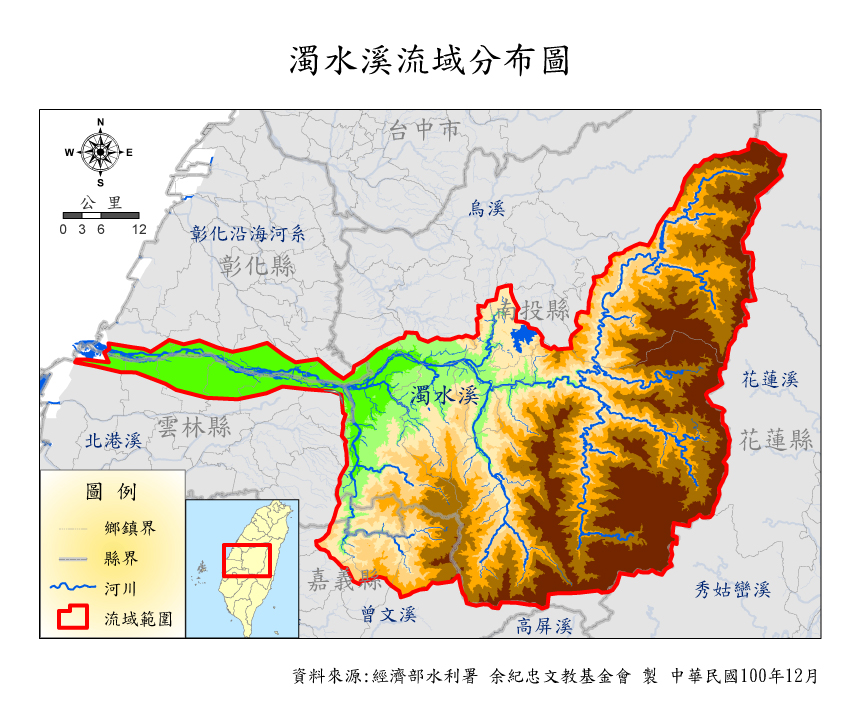 濁水溪流域分布圖
N
W
E
S
公里
0 3 6 12
台中市
烏溪
彰化沿海河系
彰化縣
南投縣
花蓮溪
濁水溪
雲林縣
北港溪
花蓮縣
圖例
鄉鎮界
縣界
河川
流域範圍
嘉義縣
秀姑巒溪
曾文溪
高屏溪
資料來源:經濟部水利署 余紀忠文教基金會 製 中華民國100年12月